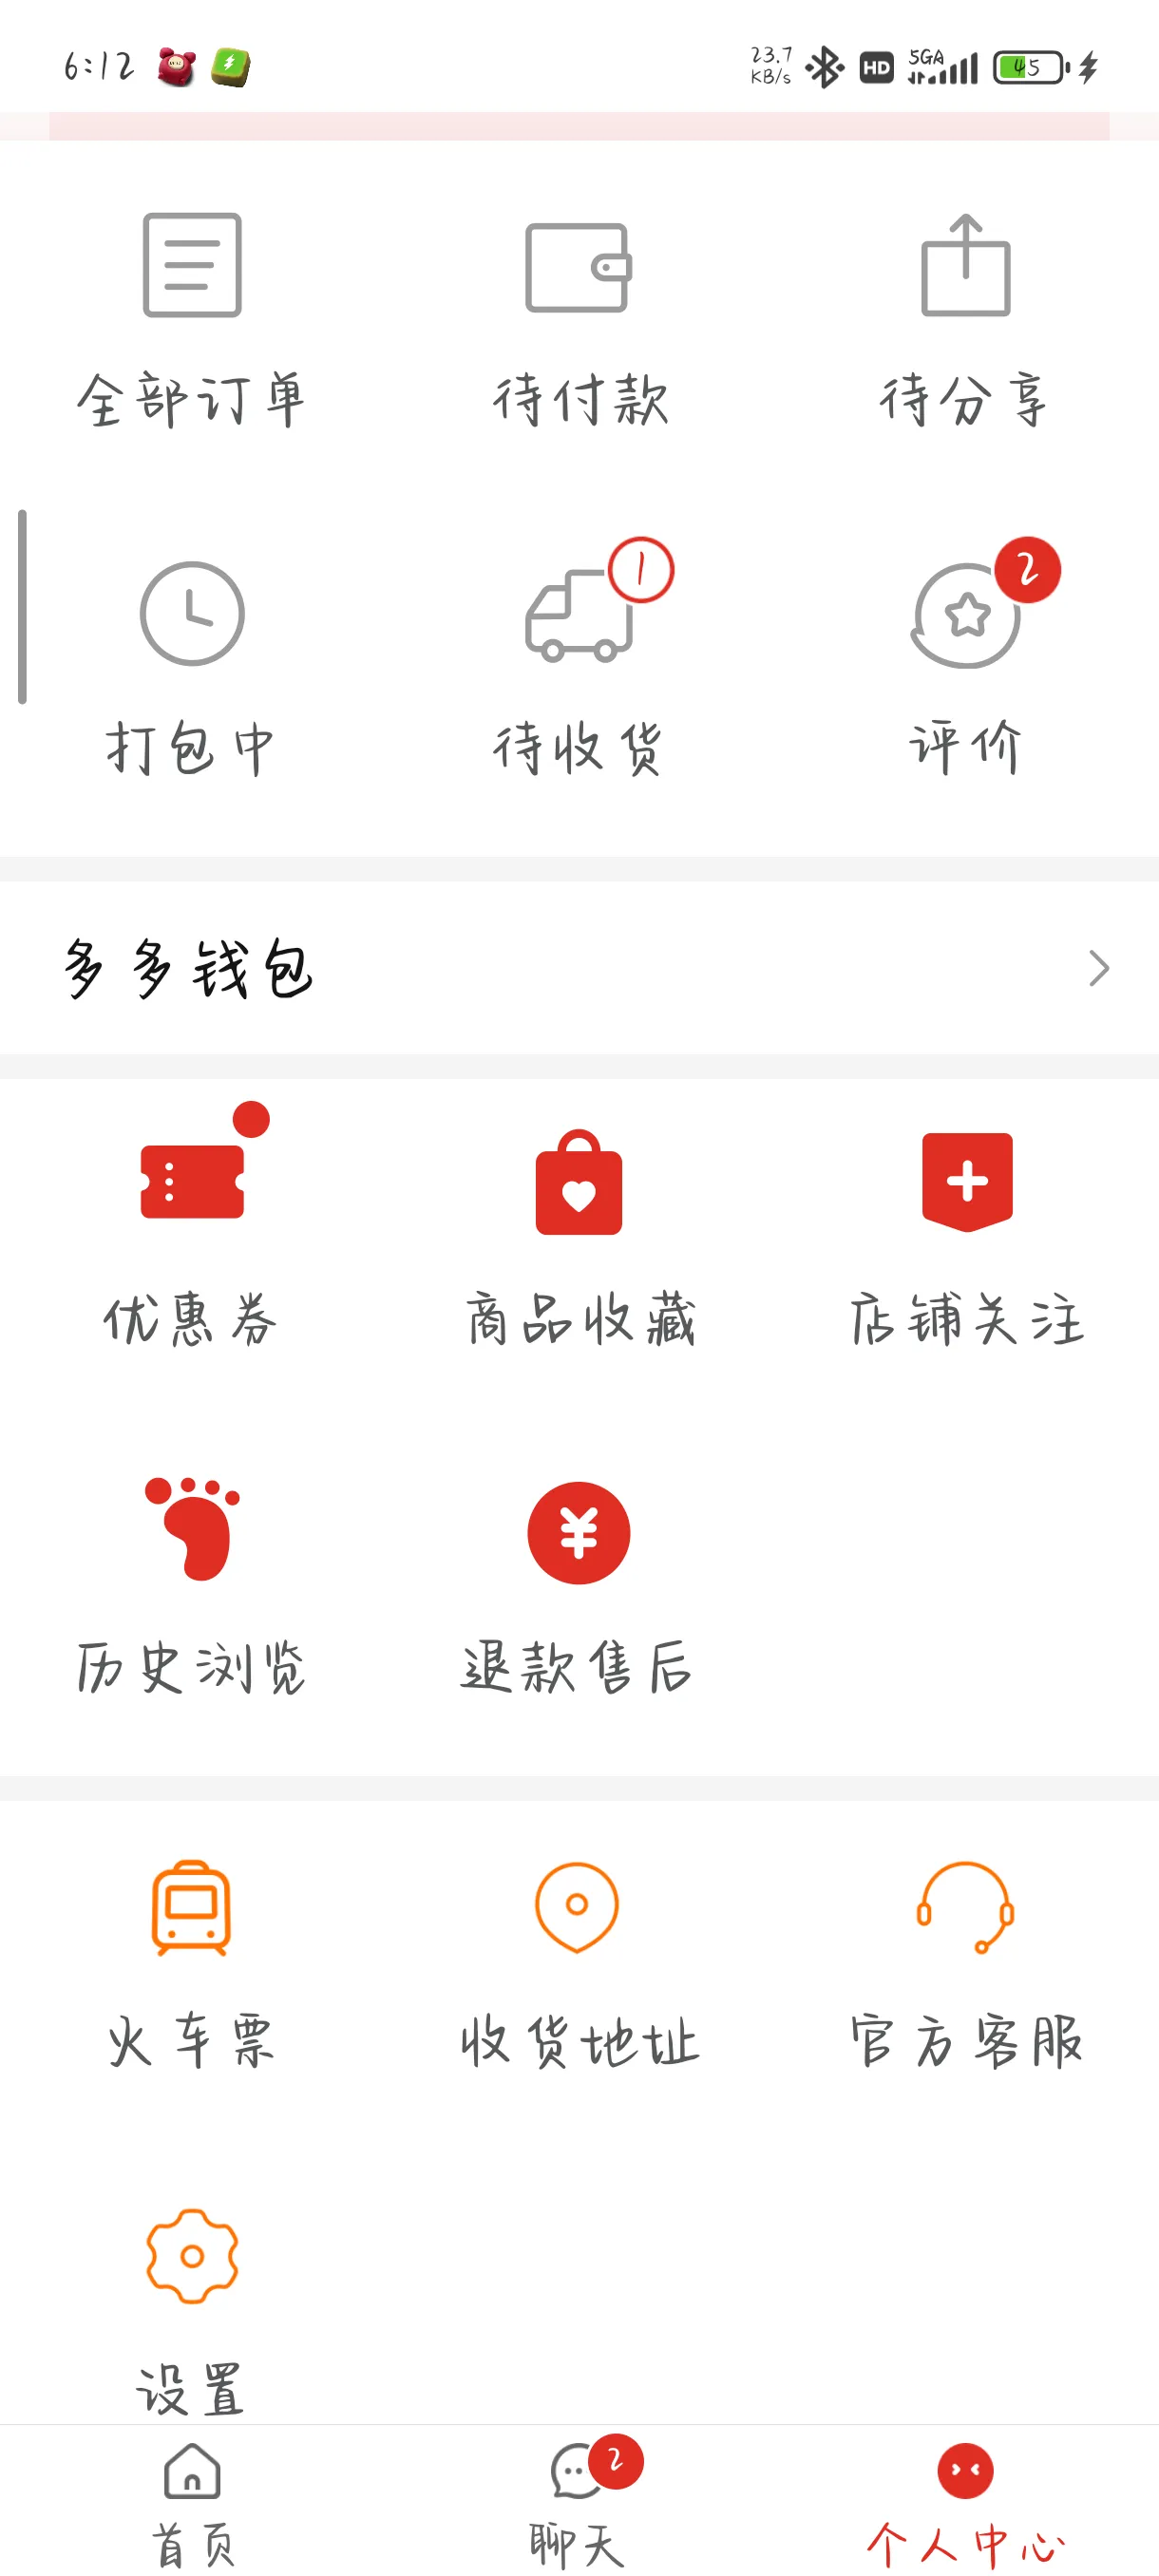 6:12 23.7 KB/s HD 5GA 45
全部订单 待付款 待分享
1 2
打包中 待收货 评价
多多钱包
优惠券 商品收藏 店铺关注
历史浏览 退款售后
火车票 收货地址 官方客服
设置
2
首页 聊天 个人中心